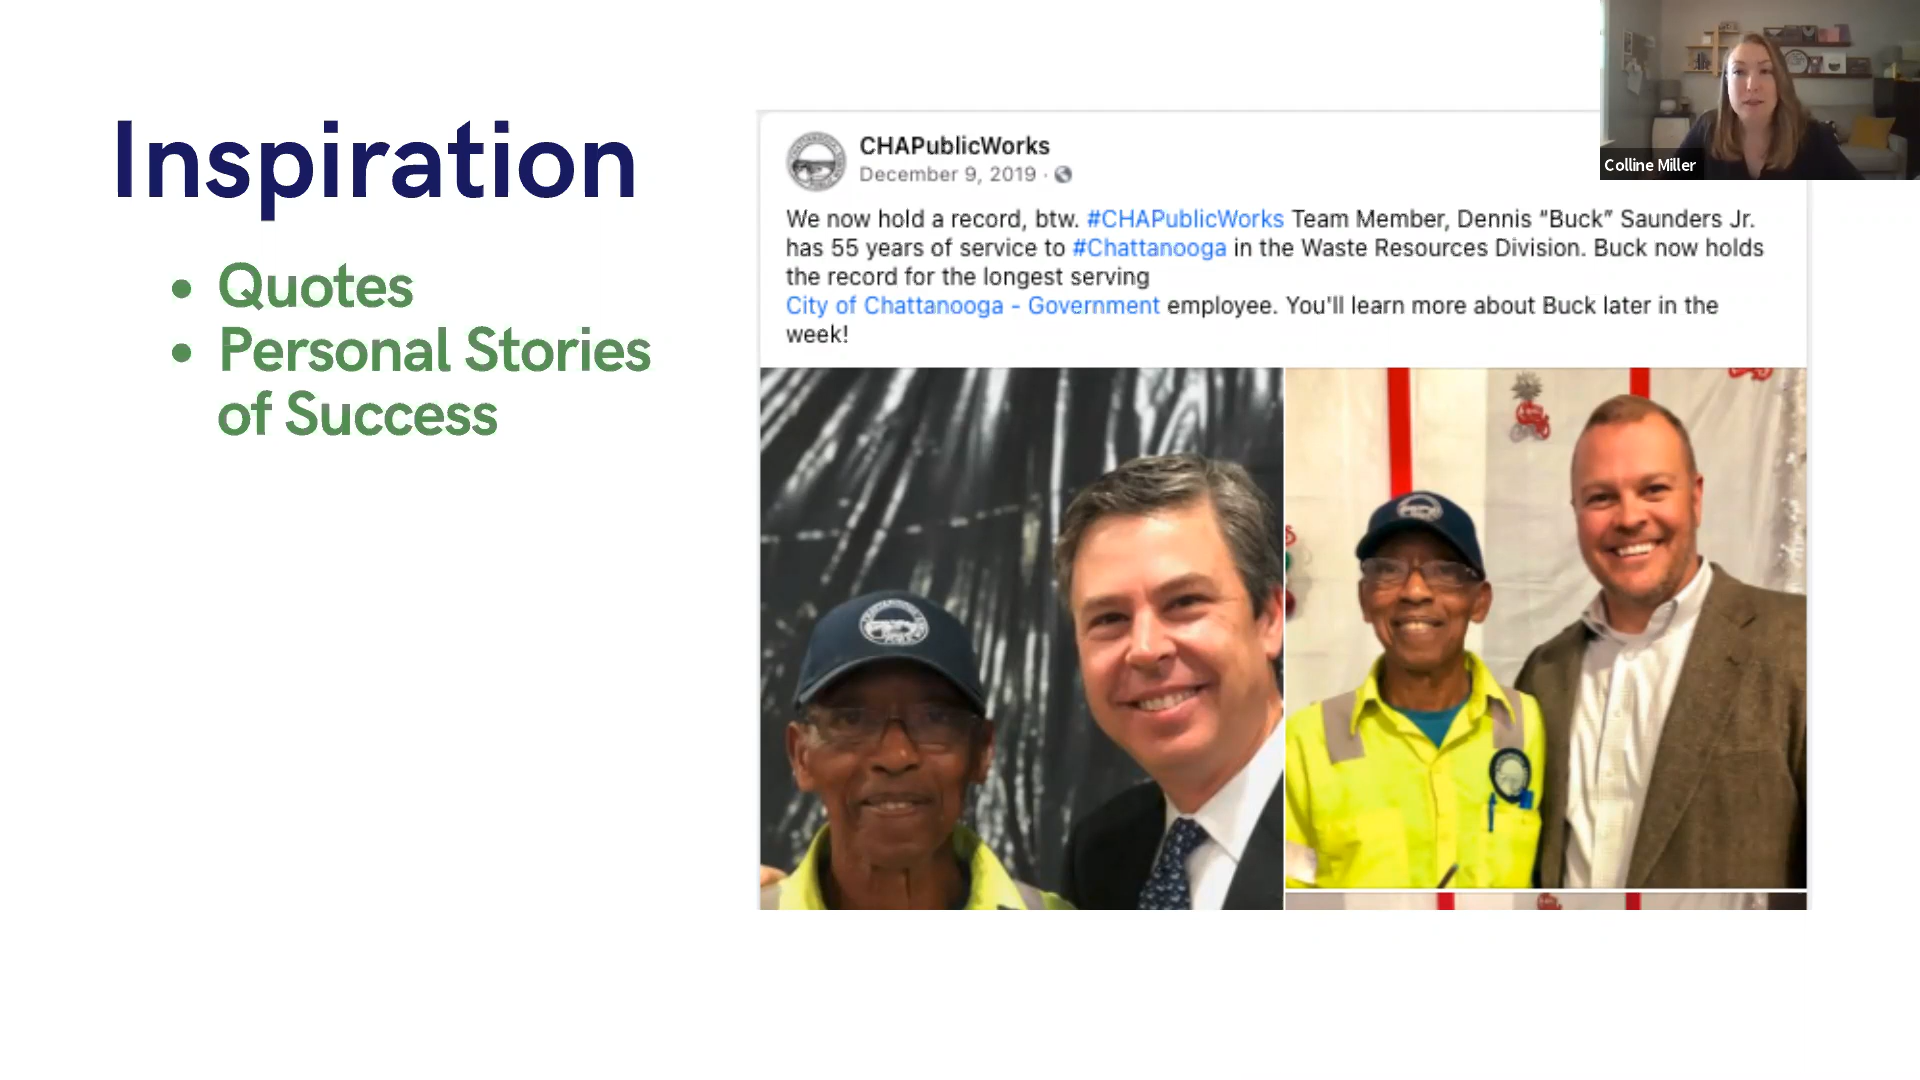 Inspiration
• Quotes
• Personal Stories
of Success
CHAPublicWorks
December 9, 2019 ·
We now hold a record, btw. #CHAPublicWorks Team Member, Dennis “Buck” Saunders Jr.
has 55 years of service to #Chattanooga in the Waste Resources Division. Buck now holds
the record for the longest serving
City of Chattanooga - Government employee. You'll learn more about Buck later in the
week!
Colline Miller